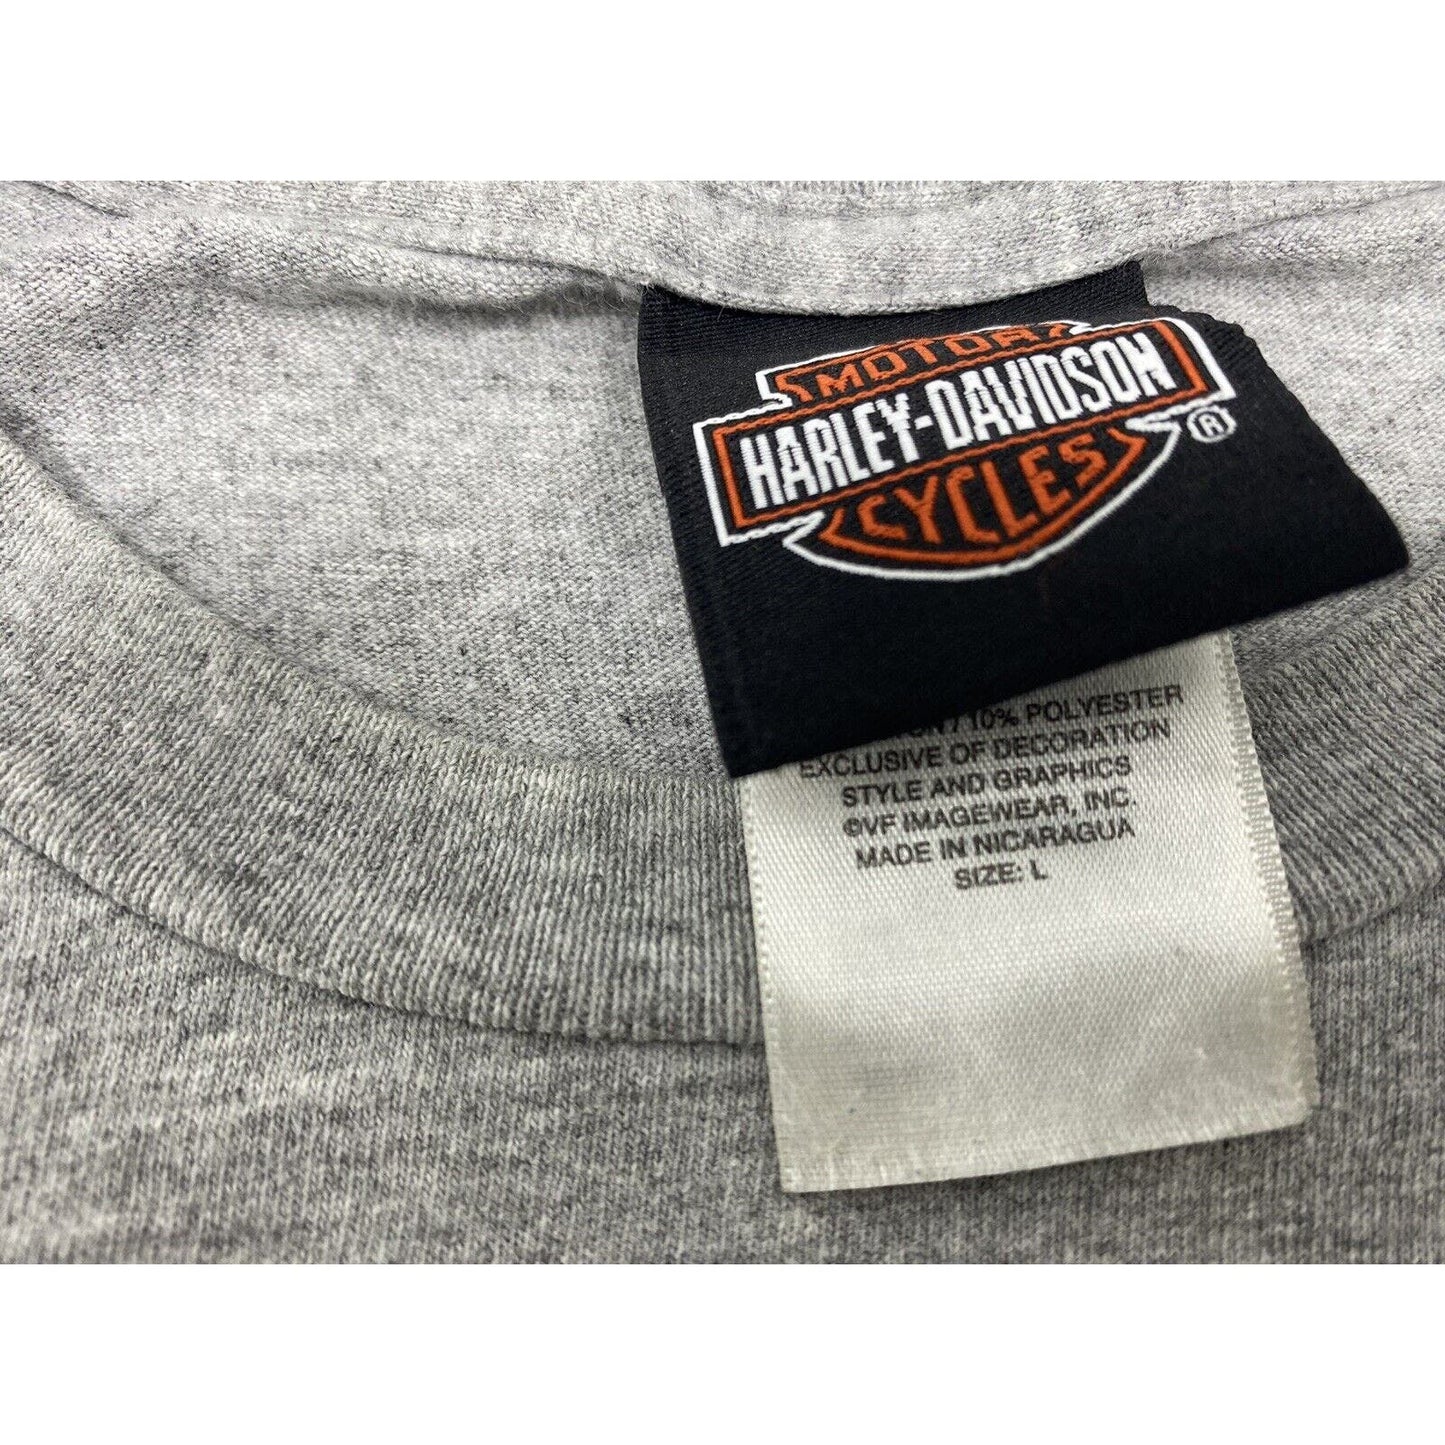 MOTOR
HARLEY-DAVIDSON
CYCLES
®
/ 10% POLYESTER
EXCLUSIVE OF DECORATION
STYLE AND GRAPHICS
©VF IMAGEWEAR, INC.
MADE IN NICARAGUA
SIZE: L